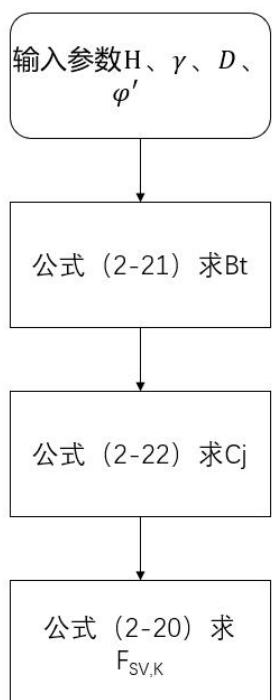 输入参数H、γ、D、
φ′
公式（2-21）求Bt
公式（2-22）求Cj
公式（2-20）求
F_SV,K